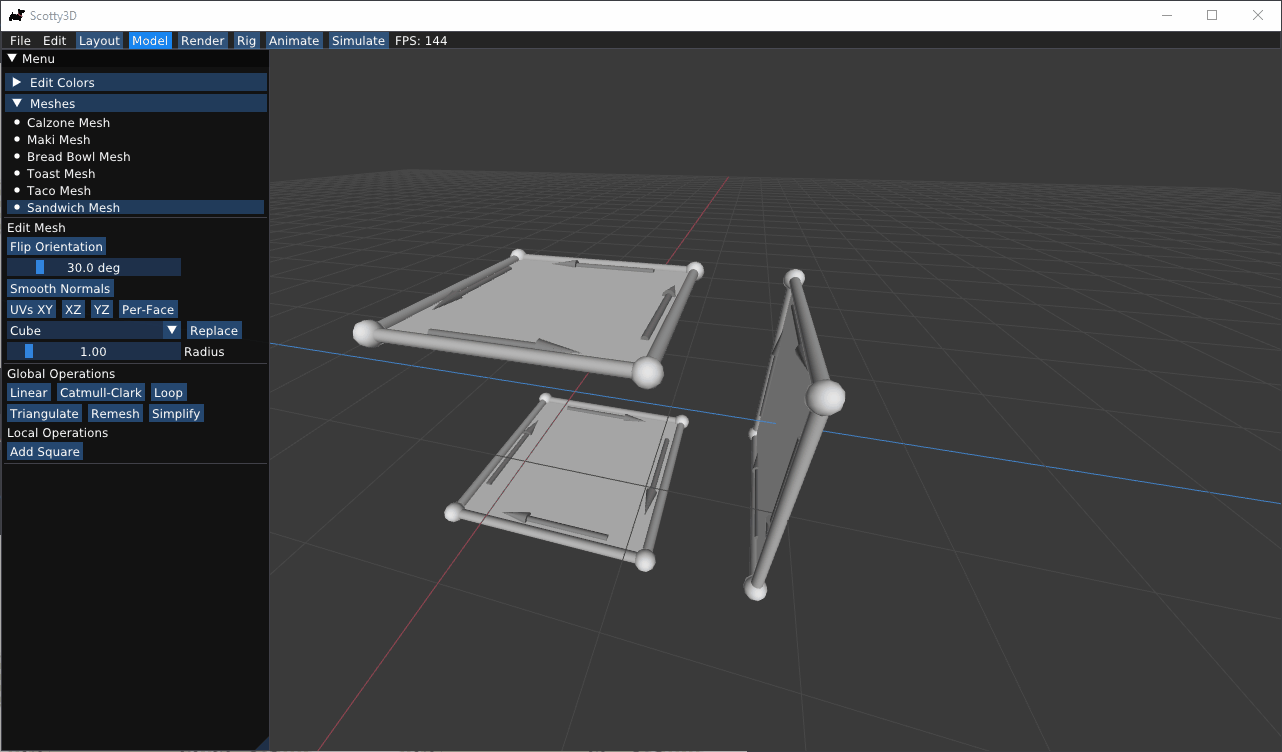 Scotty3D
File Edit Layout Model Render Rig Animate Simulate FPS: 144
Menu
Edit Colors
Meshes
Calzone Mesh
Maki Mesh
Bread Bowl Mesh
Toast Mesh
Taco Mesh
Sandwich Mesh
Edit Mesh
Flip Orientation
30.0 deg
Smooth Normals
UVs XY XZ YZ Per-Face
Cube Replace
1.00 Radius
Global Operations
Linear Catmull-Clark Loop
Triangulate Remesh Simplify
Local Operations
Add Square